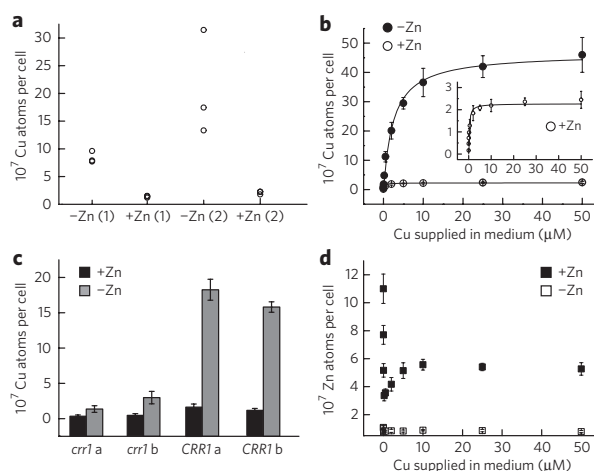 a
10⁷ Cu atoms per cell
30
25
20
15
10
5
0
−Zn (1) +Zn (1) −Zn (2) +Zn (2)
b
−Zn
+Zn
10⁷ Cu atoms per cell
50
40
30
20
10
0
3
2
1
0
+Zn
0 10 20 30 40 50
0 10 20 30 40 50
Cu supplied in medium (μM)
c
+Zn
−Zn
10⁷ Cu atoms per cell
20
15
10
5
0
crr1 a crr1 b CRR1 a CRR1 b
d
+Zn
−Zn
10⁷ Zn atoms per cell
12
10
8
6
4
2
0 10 20 30 40 50
Cu supplied in medium (μM)